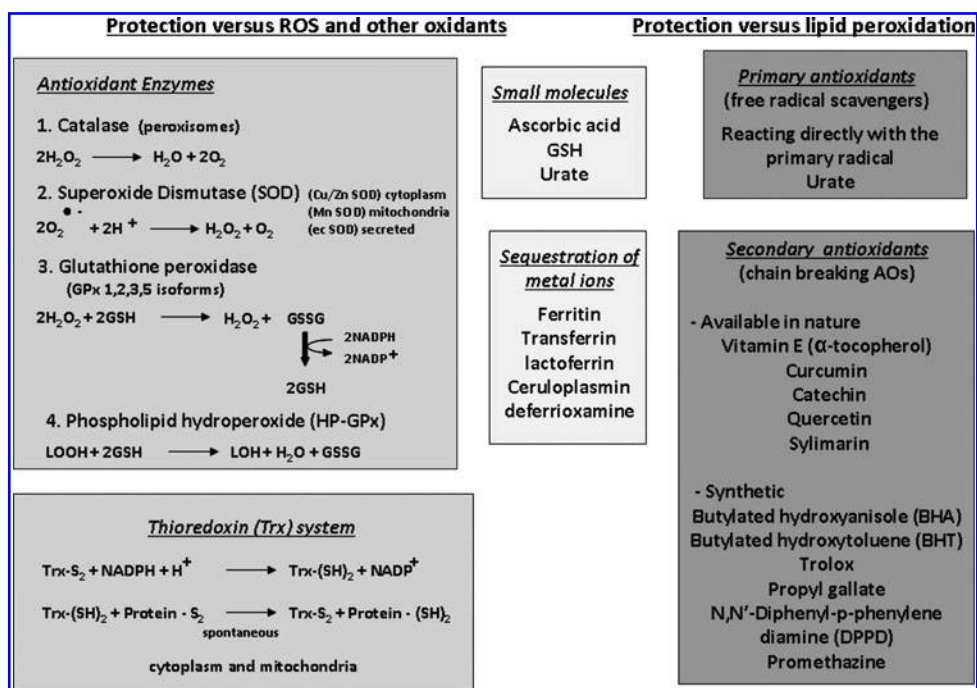 Protection versus ROS and other oxidants
Antioxidant Enzymes
1. Catalase (peroxisomes)
2H₂O₂ → H₂O + 2O₂
2. Superoxide Dismutase (SOD) (Cu/Zn SOD) cytoplasm
(Mn SOD) mitochondria
(ec SOD) secreted
2O₂•- + 2H+ → H₂O₂ + O₂
3. Glutathione peroxidase
(GPx 1,2,3,5 isoforms)
2H₂O₂ + 2GSH → H₂O₂ + GSSG
2NADPH
2NADP+
2GSH
4. Phospholipid hydroperoxide (HP-GPx)
LOOH + 2GSH → LOH + H₂O + GSSG
Thioredoxin (Trx) system
Trx-S₂ + NADPH + H+ → Trx-(SH)₂ + NADP+
Trx-(SH)₂ + Protein - S₂ → Trx-S₂ + Protein - (SH)₂
spontaneous
cytoplasm and mitochondria
Small molecules
Ascorbic acid
GSH
Urate
Sequestration of
metal ions
Ferritin
Transferrin
lactoferrin
Ceruloplasmin
deferrioxamine
Protection versus lipid peroxidation
Primary antioxidants
(free radical scavengers)
Reacting directly with the
primary radical
Urate
Secondary antioxidants
(chain breaking AOs)
- Available in nature
Vitamin E (α-tocopherol)
Curcumin
Catechin
Quercetin
Sylimarin
- Synthetic
Butylated hydroxyanisole (BHA)
Butylated hydroxytoluene (BHT)
Trolox
Propyl gallate
N,N'-Diphenyl-p-phenylene
diamine (DPPD)
Promethazine